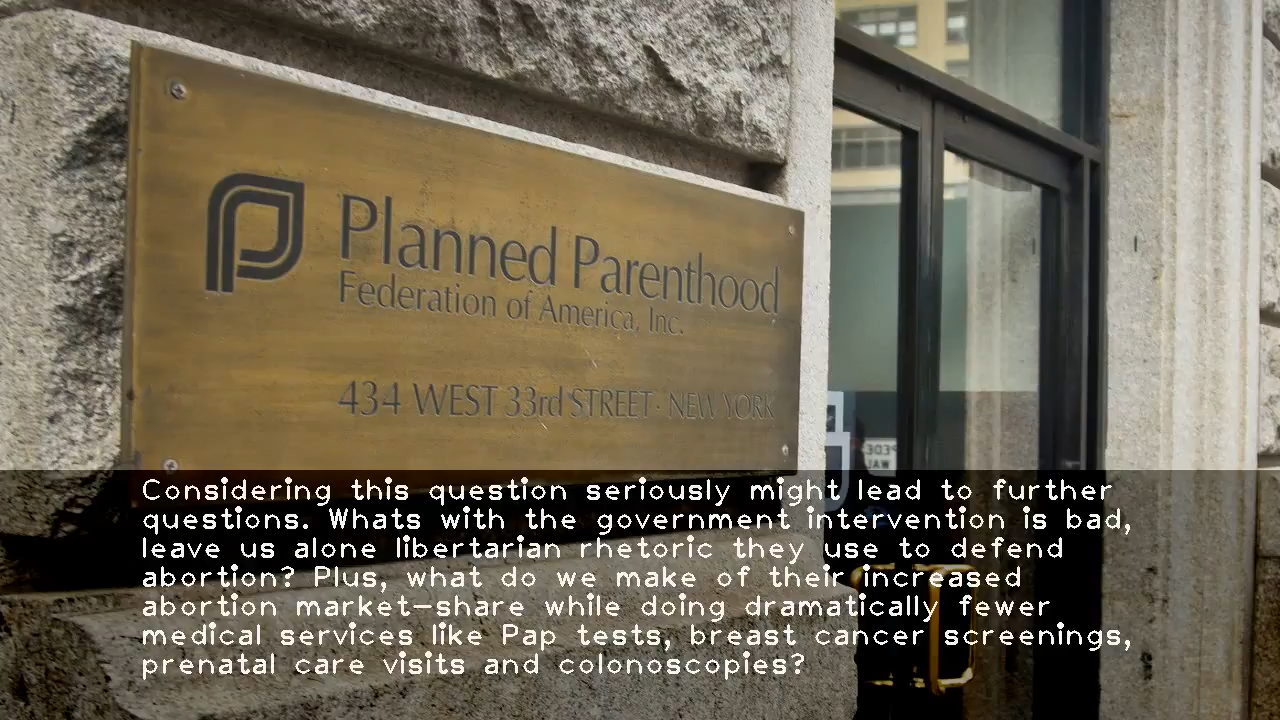 Planned Parenthood
Federation of America, Inc.
434 WEST 33rd STREET · NEW YORK
Considering this question seriously might lead to further
questions. Whats with the government intervention is bad,
leave us alone libertarian rhetoric they use to defend
abortion? Plus, what do we make of their increased
abortion market-share while doing dramatically fewer
medical services like Pap tests, breast cancer screenings,
prenatal care visits and colonoscopies?